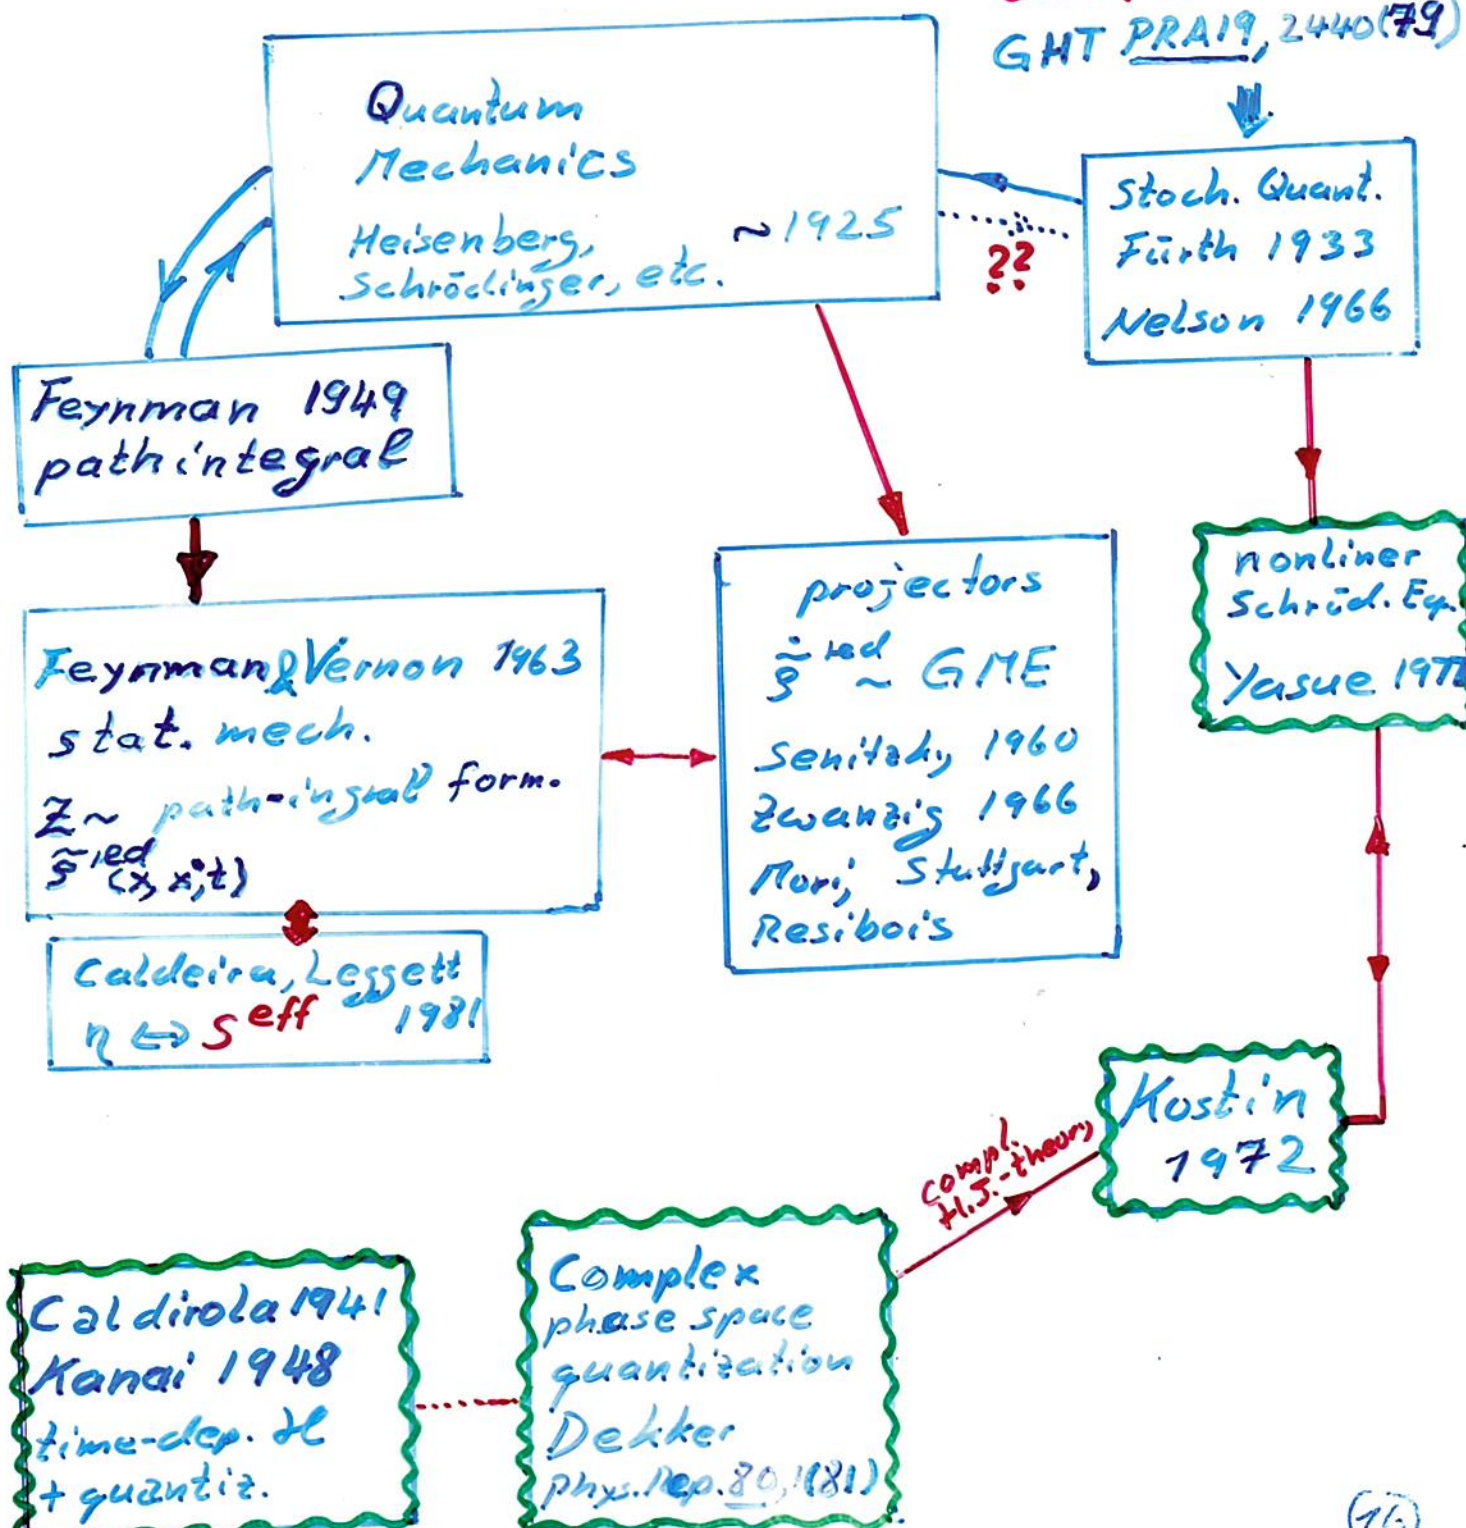 GHT PRA19, 2440(79)
Quantum
Mechanics
Heisenberg, ~1925
Schrödinger, etc.
??
Stoch. Quant.
Fürth 1933
Nelson 1966
Feynman 1949
path integral
nonliner
Schröd. Eq.
Yasue
Feynman & Vernon 1963
stat. mech.
Z ~ path-ingral form.
ρ̃ red (x, x', t)
projectors
ρ̃̇ red ~ GME
Senitzky 1960
Zwanzig 1966
Mori, Stuttgart,
Resibois
Caldeira, Leggett
η ⇔ S eff 1981
Kostin
1972
compl.
H.J.-theory
Caldirola 1941
Kanai 1948
time-dep. H
+ quantiz.
Complex
phase space
quantization
Dekker
Phys. Rep. 80, 1(81)